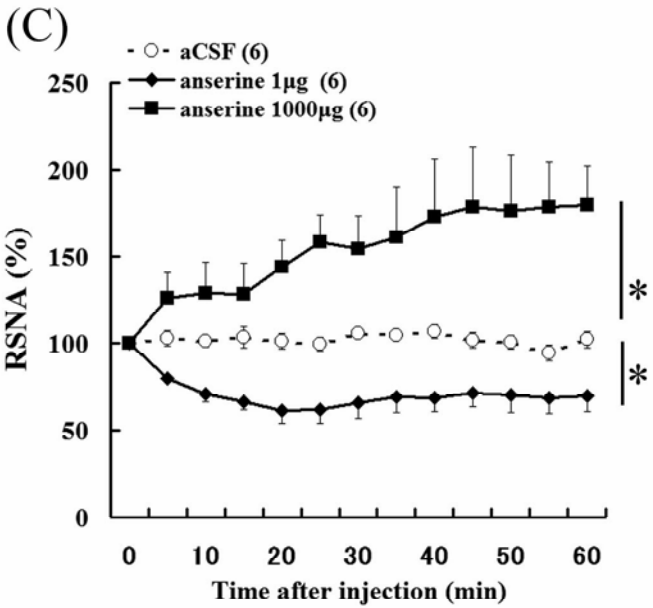 (C)
aCSF (6)
anserine 1µg (6)
anserine 1000µg (6)
250
200
150
100
50
0
RSNA (%)
*
*
0 10 20 30 40 50 60
Time after injection (min)